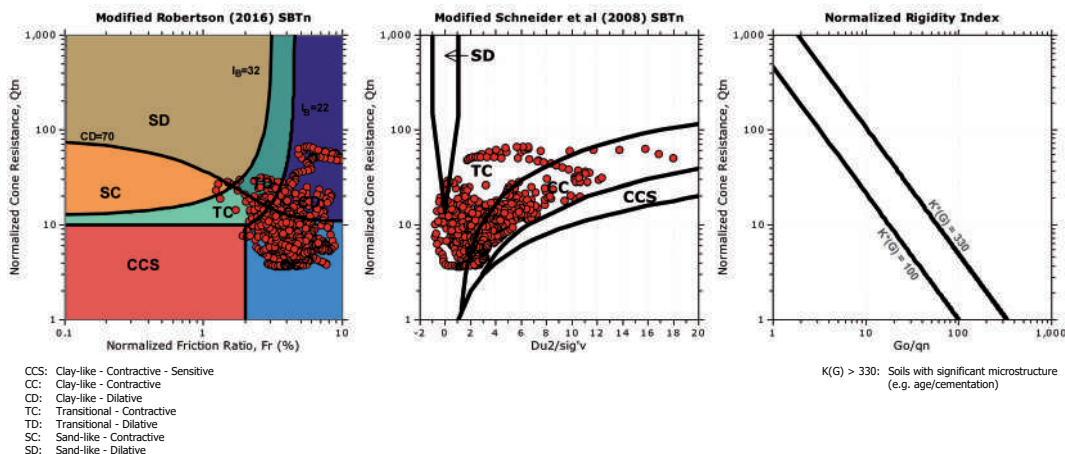 Modified Robertson (2016) SBTn
Normalized Cone Resistance, Qtn
1,000
100
10
1
0.1
1
10
Normalized Friction Ratio, Fr (%)
I_B=32
I_B=22
SD
CD=70
SC
TD
TC
CD
CCS
Modified Schneider et al (2008) SBTn
Normalized Cone Resistance, Qtn
1,000
100
10
1
-2 0 2 4 6 8 10 12 14 16 18 20
Du2/sig'v
SD
TC
CC
CCS
Normalized Rigidity Index
Normalized Cone Resistance, Qtn
1,000
100
10
1
1
10
100
1,000
Go/qn
K*(G) = 330
K*(G) = 100
CCS: Clay-like - Contractive - Sensitive
CC: Clay-like - Contractive
CD: Clay-like - Dilative
TC: Transitional - Contractive
TD: Transitional - Dilative
SC: Sand-like - Contractive
SD: Sand-like - Dilative
K(G) > 330: Soils with significant microstructure
(e.g. age/cementation)